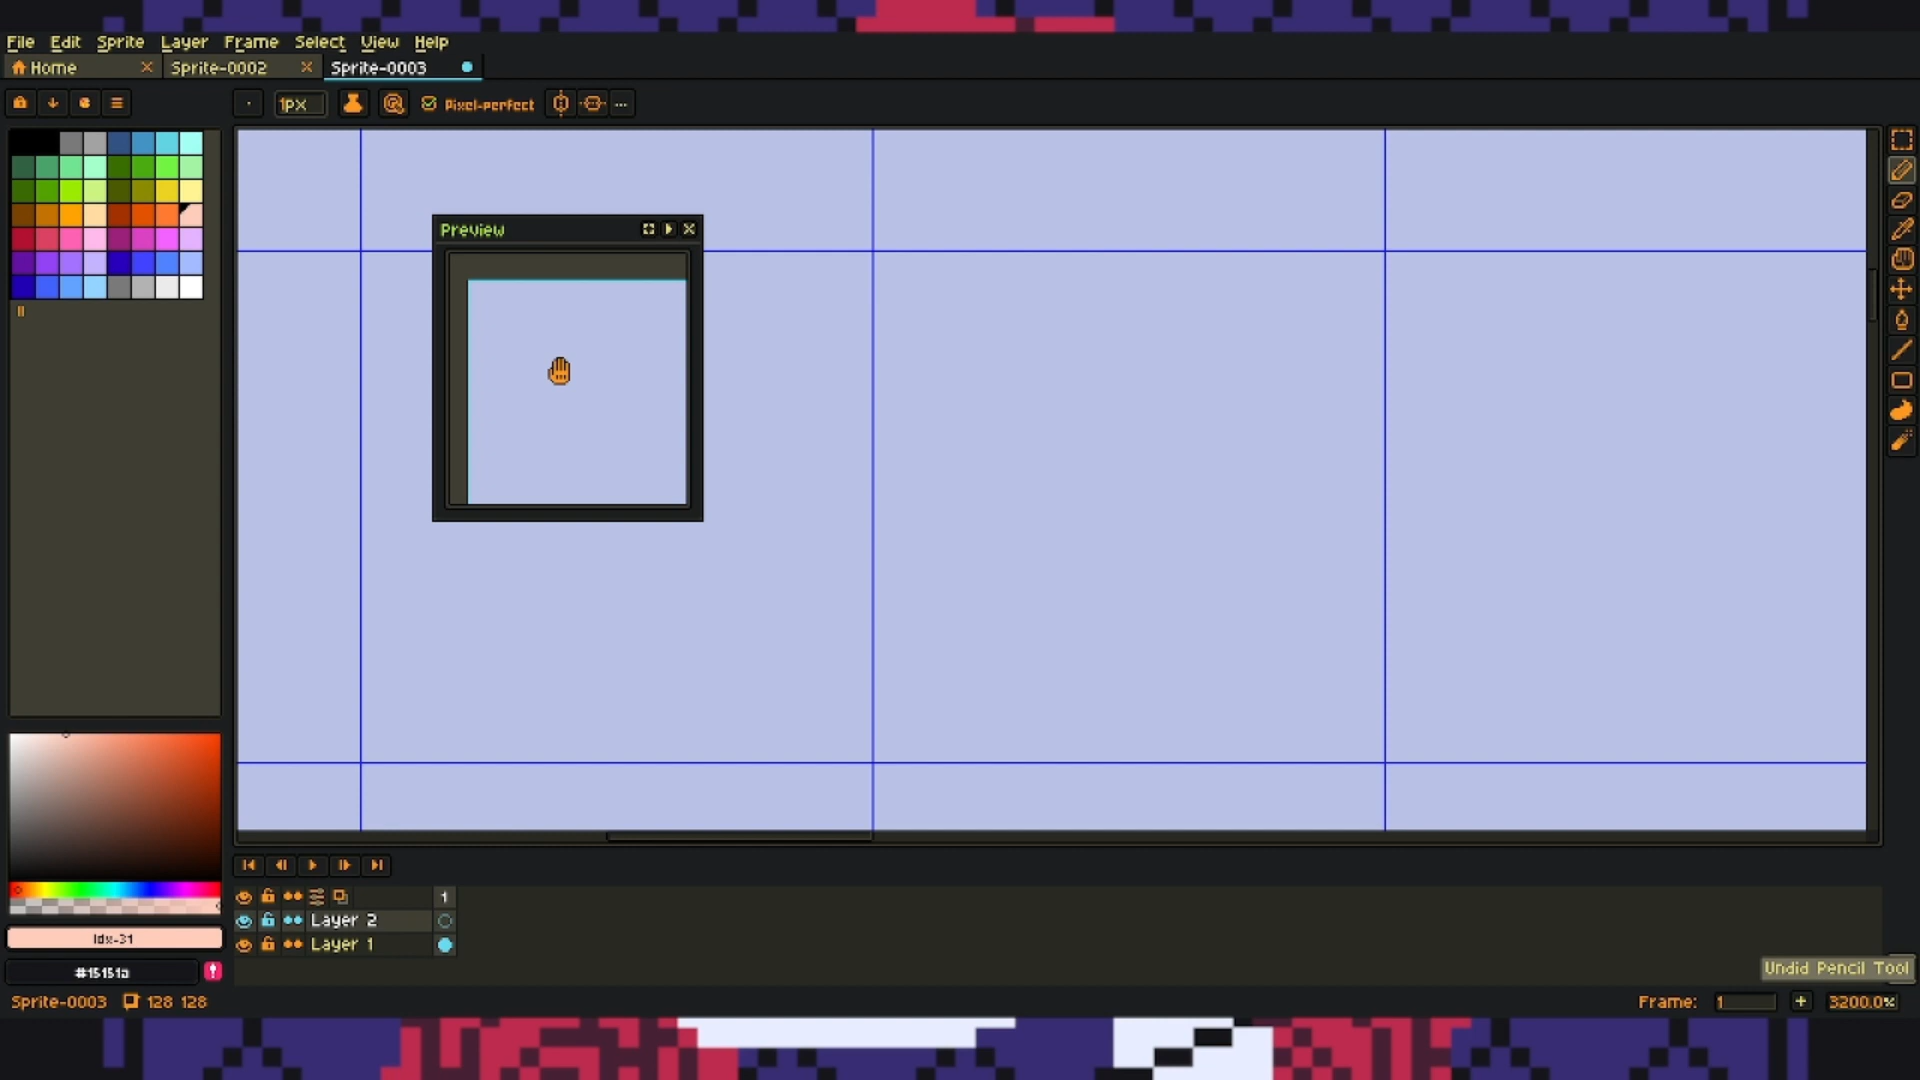 File Edit Sprite Layer Frame Select View Help
Home Sprite-0002 Sprite-0003
1px Pixel-perfect ...
Preview
1
Layer 2
Layer 1
Idx-31
#15151a
Undid Pencil Tool
Sprite-0003 128 128 Frame: 1 + 3200.0%